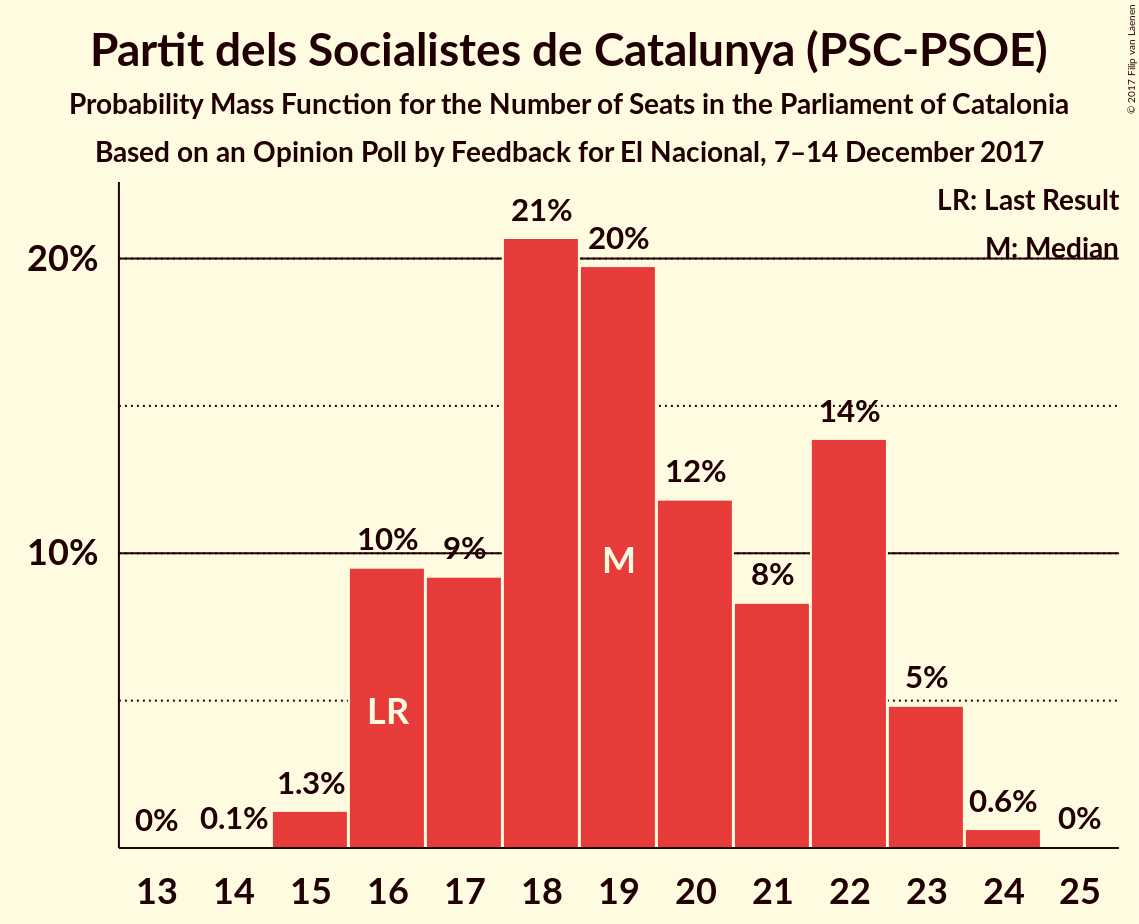 Partit dels Socialistes de Catalunya (PSC-PSOE)
Probability Mass Function for the Number of Seats in the Parliament of Catalonia
Based on an Opinion Poll by Feedback for El Nacional, 7–14 December 2017
© 2017 Filip van Laenen
LR: Last Result
M: Median
20%
10%
0%
0.1%
1.3%
10%
9%
21%
20%
12%
8%
14%
5%
0.6%
0%
LR
M
13 14 15 16 17 18 19 20 21 22 23 24 25